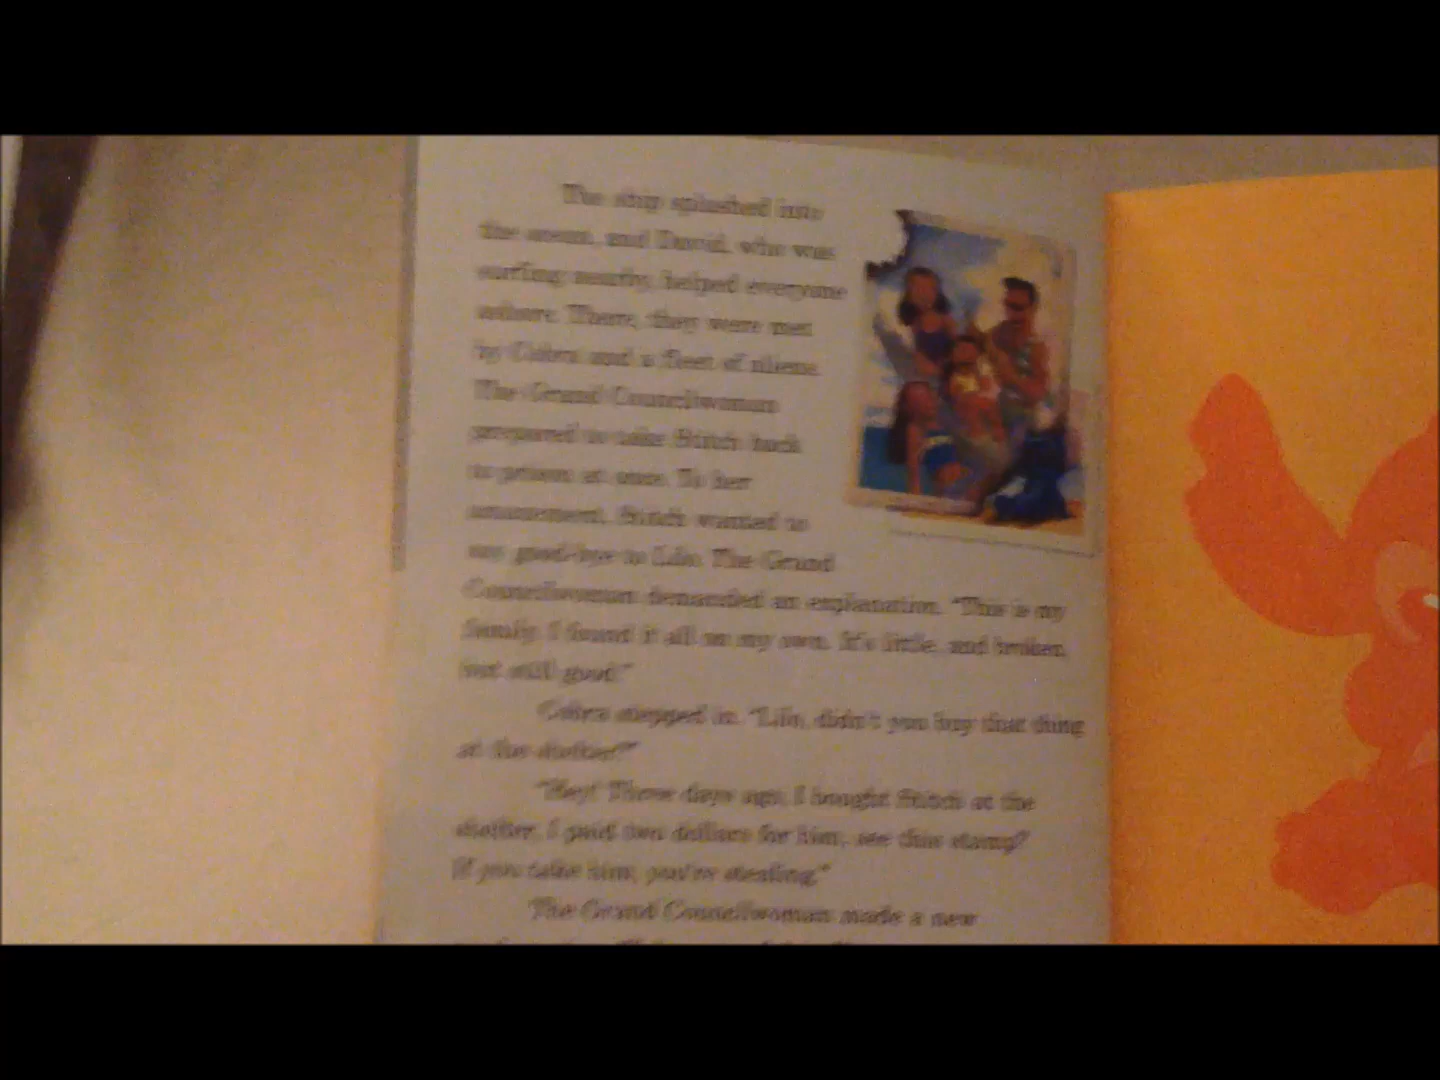 The ship splashed into
the ocean, and David, who was
surfing nearby, helped everyone
ashore. There, they were met
by Cobra and a fleet of aliens.
The Grand Councilwoman
prepared to take Stitch back
to prison at once. To her
amazement, Stitch wanted to
say good-bye to Lilo. The Grand
Councilwoman demanded an explanation. "This is my
family. I found it all on my own. It's little, and broken,
but still good."
Cobra stepped in. "Lilo, didn't you buy that thing
at the shelter?"
"Hey! Three days ago, I bought Stitch at the
shelter. I paid two dollars for him, see this stamp?
If you take him, you're stealing."
The Grand Councilwoman made a new